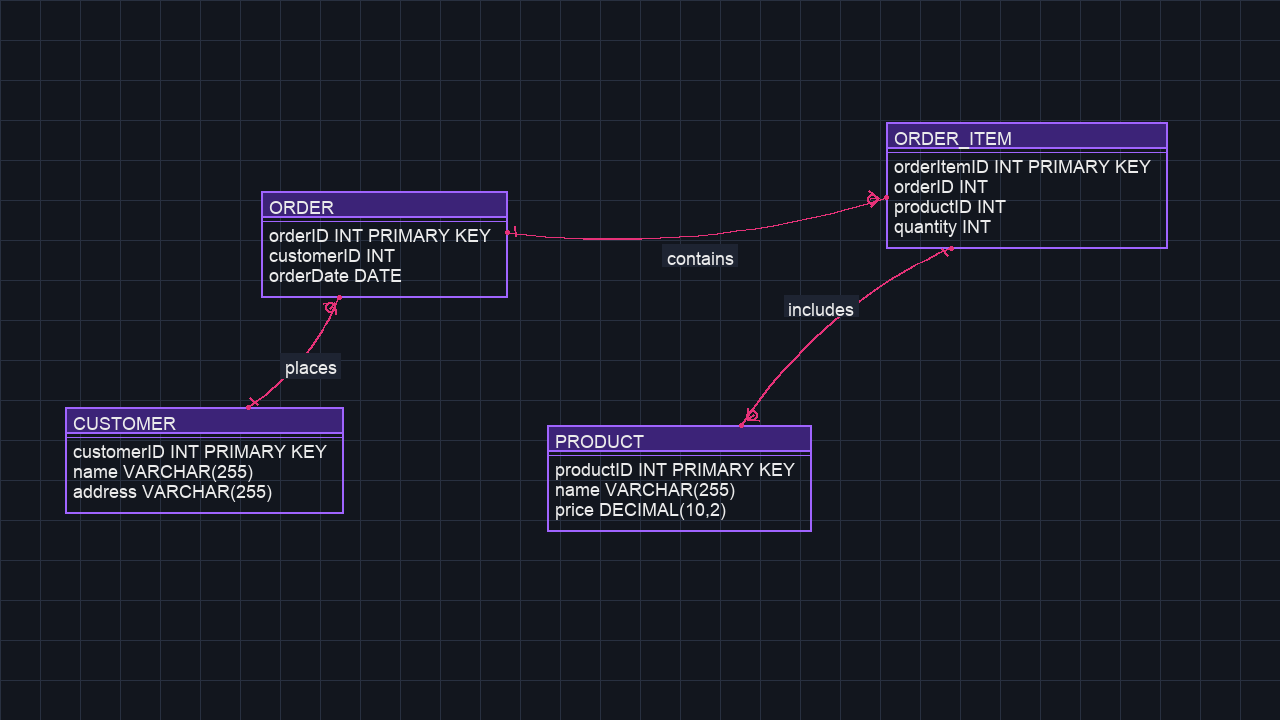 ORDER_ITEM
orderItemID INT PRIMARY KEY
orderID INT
productID INT
quantity INT
ORDER
orderID INT PRIMARY KEY
customerID INT
orderDate DATE
contains
includes
places
CUSTOMER
customerID INT PRIMARY KEY
name VARCHAR(255)
address VARCHAR(255)
PRODUCT
productID INT PRIMARY KEY
name VARCHAR(255)
price DECIMAL(10,2)